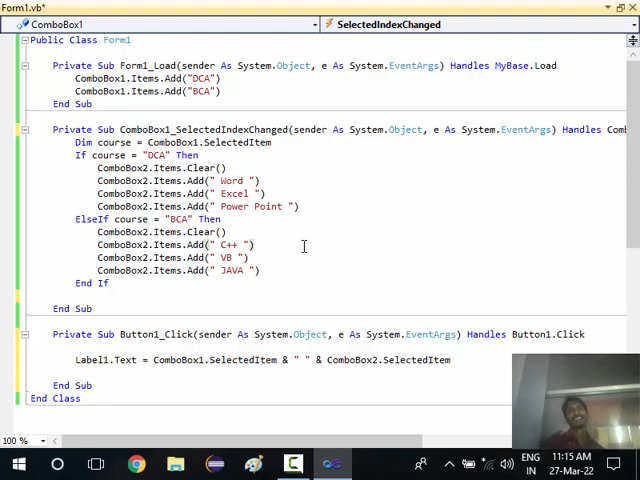 Form1.vb*
ComboBox1
SelectedIndexChanged
Public Class Form1
Private Sub Form1_Load(sender As System.Object, e As System.EventArgs) Handles MyBase.Load
ComboBox1.Items.Add("DCA")
ComboBox1.Items.Add("BCA")
End Sub
Private Sub ComboBox1_SelectedIndexChanged(sender As System.Object, e As System.EventArgs) Handles Comb
Dim course = ComboBox1.SelectedItem
If course = "DCA" Then
ComboBox2.Items.Clear()
ComboBox2.Items.Add(" Word ")
ComboBox2.Items.Add(" Excel ")
ComboBox2.Items.Add(" Power Point ")
ElseIf course = "BCA" Then
ComboBox2.Items.Clear()
ComboBox2.Items.Add(" C++ ")
ComboBox2.Items.Add(" VB ")
ComboBox2.Items.Add(" JAVA ")
End If
End Sub
Private Sub Button1_Click(sender As System.Object, e As System.EventArgs) Handles Button1.Click
Label1.Text = ComboBox1.SelectedItem & " " & ComboBox2.SelectedItem
End Sub
End Class
100 %
ENG
IN
11:15 AM
27-Mar-22